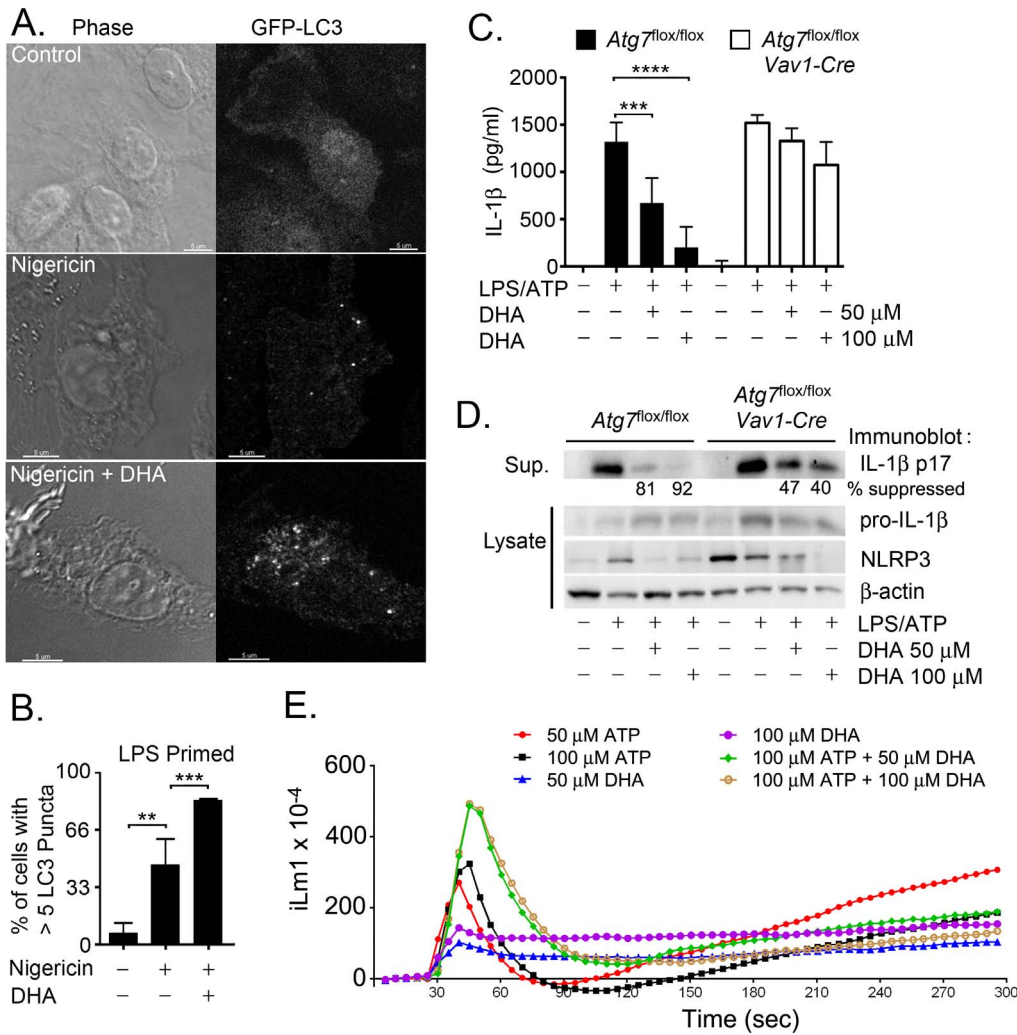 A.
Phase GFP-LC3
Control
5 um 5 um
Nigericin
5 um 5 um
Nigericin + DHA
5 um 5 um
B.
LPS Primed
% of cells with
> 5 LC3 Puncta
100
66
33
0
** ***
Nigericin – + +
DHA – – +
C.
Atg7flox/flox Atg7flox/flox
Vav1-Cre
IL-1β (pg/ml)
2000
1500
1000
500
0
****
***
LPS/ATP – + + + – + + +
DHA – – + – – – + – 50 µM
DHA – – – + – – – + 100 µM
D.
Atg7flox/flox Atg7flox/flox
Vav1-Cre
Immunoblot :
Sup. IL-1β p17
81 92 47 40 % suppressed
Lysate
pro-IL-1β
NLRP3
β-actin
– + + + – + + + LPS/ATP
– – + – – – + – DHA 50 µM
– – – + – – – + DHA 100 µM
E.
50 µM ATP
100 µM ATP
50 µM DHA
100 µM DHA
100 µM ATP + 50 µM DHA
100 µM ATP + 100 µM DHA
iLm1 x 10-4
600
400
200
0
30 60 90 120 150 180 210 240 270 300
Time (sec)